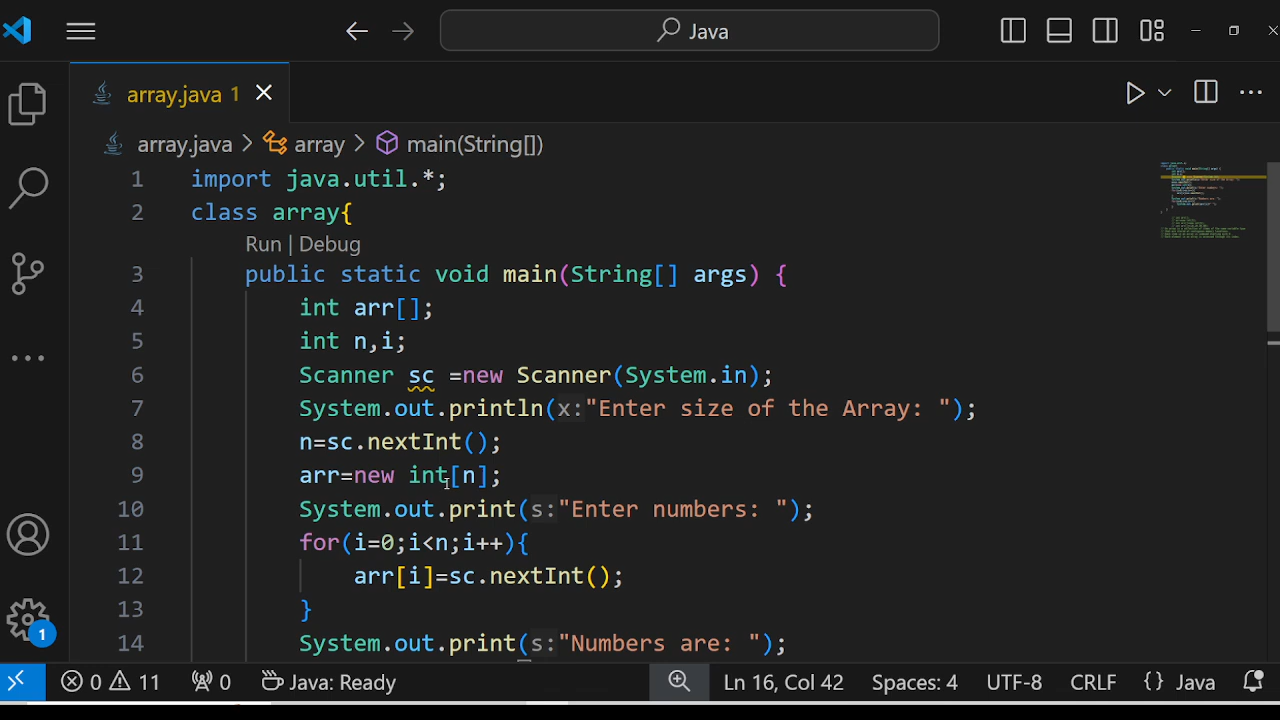 Java
array.java 1
array.java > array > main(String[])
1 import java.util.*;
2 class array{
Run | Debug
3 public static void main(String[] args) {
4 int arr[];
5 int n,i;
6 Scanner sc =new Scanner(System.in);
7 System.out.println(x:"Enter size of the Array: ");
8 n=sc.nextInt();
9 arr=new int[n];
10 System.out.print(s:"Enter numbers: ");
11 for(i=0;i<n;i++){
12 arr[i]=sc.nextInt();
13 }
14 System.out.print(s:"Numbers are: ");
1
0 11 0 Java: Ready Ln 16, Col 42 Spaces: 4 UTF-8 CRLF {} Java